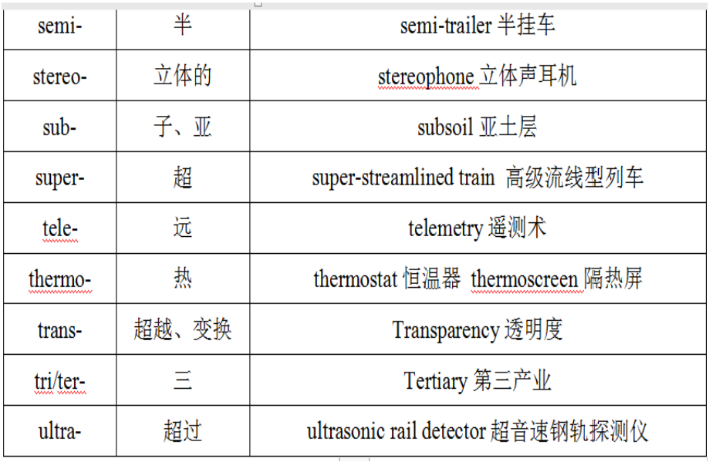 semi- 半 semi-trailer 半挂车
stereo- 立体的 stereophone 立体声耳机
sub- 子、亚 subsoil 亚土层
super- 超 super-streamlined train 高级流线型列车
tele- 远 telemetry 遥测术
thermo- 热 thermostat 恒温器 thermoscreen 隔热屏
trans- 超越、变换 Transparency 透明度
tri/ter- 三 Tertiary 第三产业
ultra- 超过 ultrasonic rail detector 超音速钢轨探测仪